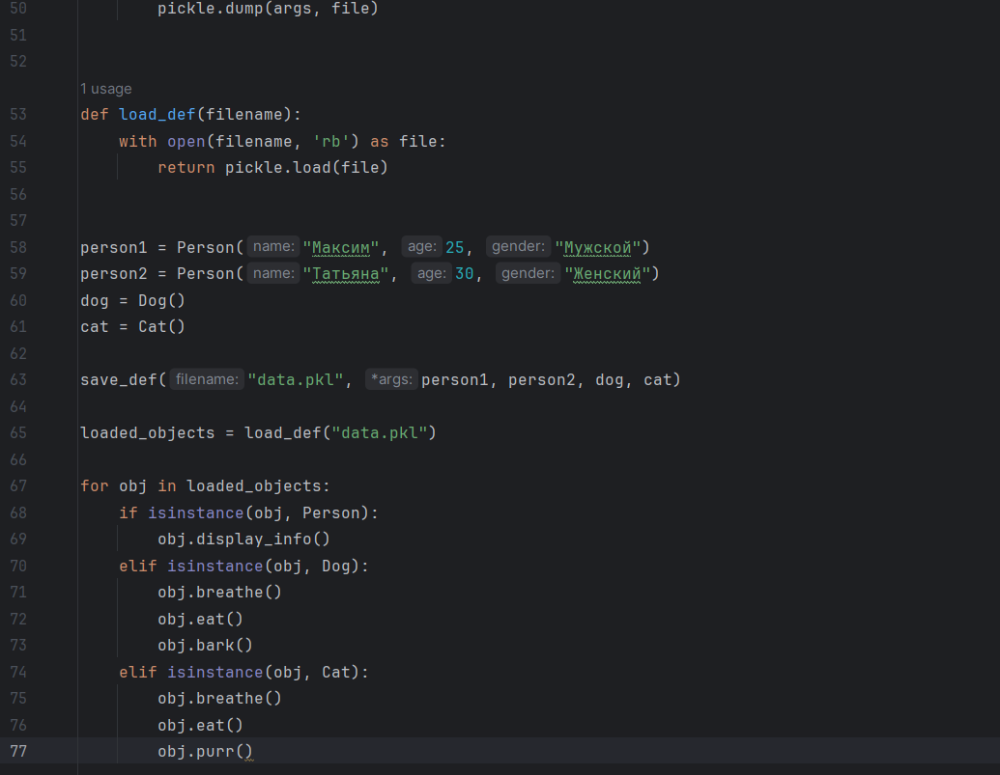 50 pickle.dump(args, file)
51
52
1 usage
53 def load_def(filename):
54 with open(filename, 'rb') as file:
55 return pickle.load(file)
56
57
58 person1 = Person( name: "Максим", age: 25, gender: "Мужской")
59 person2 = Person( name: "Татьяна", age: 30, gender: "Женский")
60 dog = Dog()
61 cat = Cat()
62
63 save_def( filename: "data.pkl", *args: person1, person2, dog, cat)
64
65 loaded_objects = load_def("data.pkl")
66
67 for obj in loaded_objects:
68 if isinstance(obj, Person):
69 obj.display_info()
70 elif isinstance(obj, Dog):
71 obj.breathe()
72 obj.eat()
73 obj.bark()
74 elif isinstance(obj, Cat):
75 obj.breathe()
76 obj.eat()
77 obj.purr()